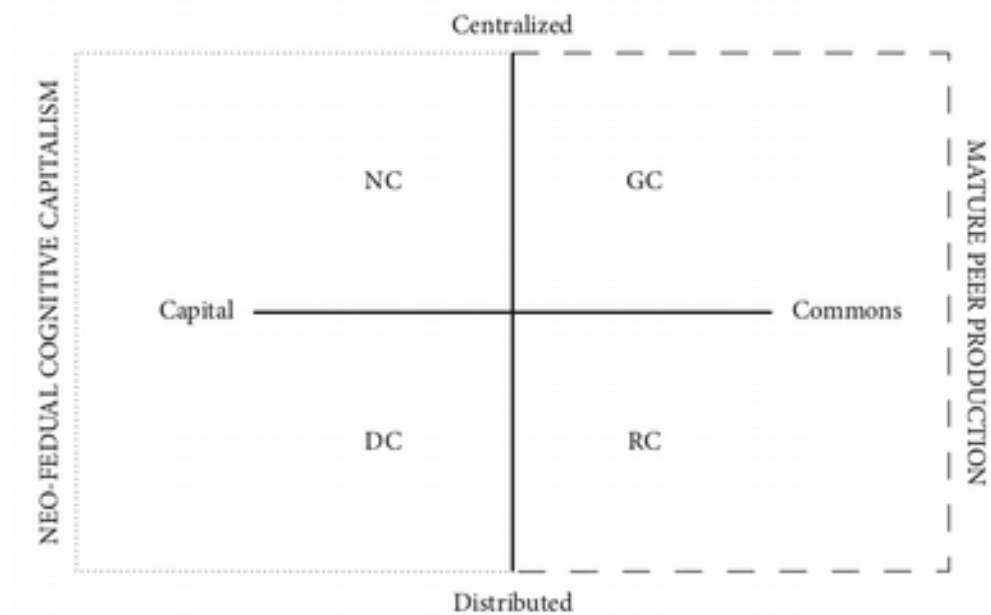 Centralized
NEO-FEDUAL COGNITIVE CAPITALISM
NC
GC
MATURE PEER PRODUCTION
Capital
Commons
DC
RC
Distributed